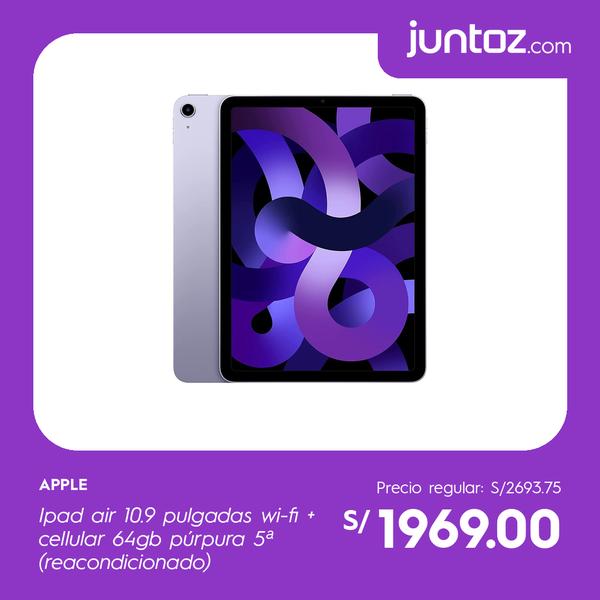 juntoz.com
APPLE
Ipad air 10.9 pulgadas wi-fi +
cellular 64gb púrpura 5ª
(reacondicionado)
Precio regular: S/2693.75
S/1969.00